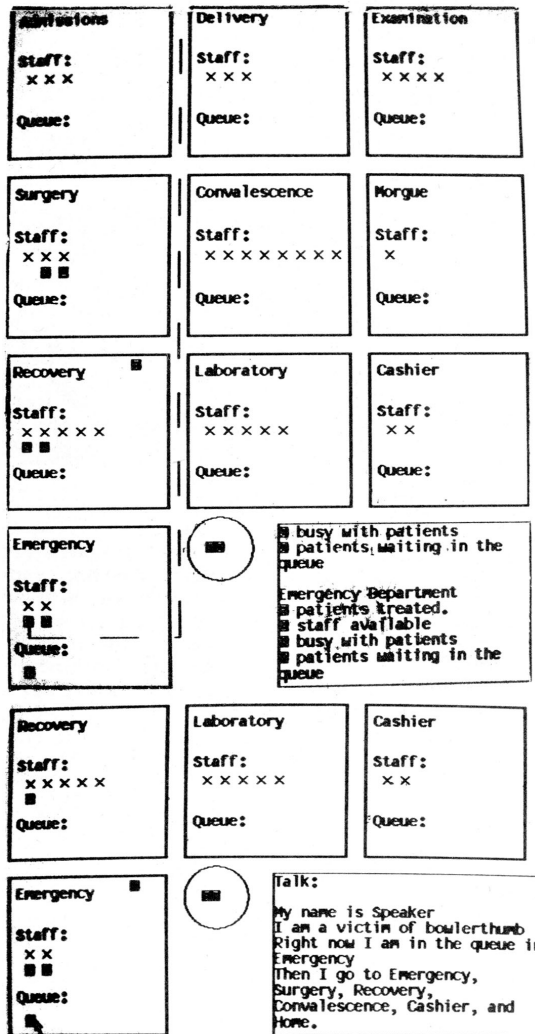 Admissions
Staff:
× × ×
Queue:
Delivery
Staff:
× × ×
Queue:
Examination
Staff:
× × × ×
Queue:
Surgery
Staff:
× × ×
Queue:
Convalescence
Staff:
× × × × × × × ×
Queue:
Morgue
Staff:
×
Queue:
Recovery
Staff:
× × × × ×
Queue:
Laboratory
Staff:
× × × × ×
Queue:
Cashier
Staff:
× ×
Queue:
Emergency
Staff:
× ×
Queue:
busy with patients
patients waiting in the
queue
Emergency Department
patients treated.
staff available
busy with patients
patients waiting in the
queue
Recovery
Staff:
× × × × ×
Queue:
Laboratory
Staff:
× × × × ×
Queue:
Cashier
Staff:
× ×
Queue:
Emergency
Staff:
× ×
Queue:
Talk:
My name is Speaker
I am a victim of bowlerthumb
Right now I am in the queue in
Emergency
Then I go to Emergency,
Surgery, Recovery,
Convalescence, Cashier, and
Home.